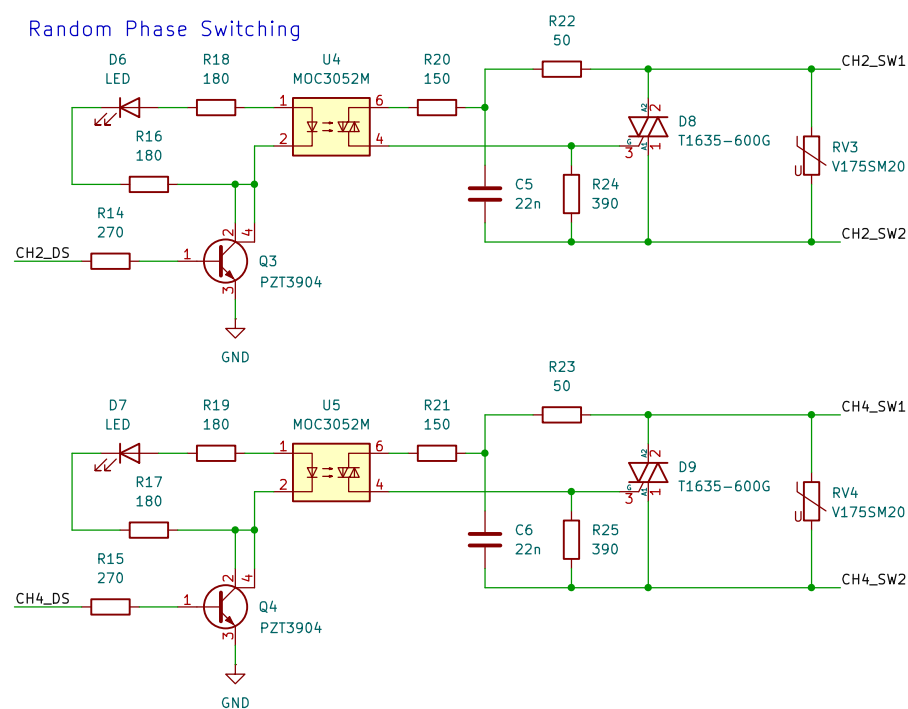 Random Phase Switching
D6
LED
R18
180
U4
MOC3052M
R20
150
R22
50
CH2_SW1
1
6
2
4
R16
180
D8
T1635-600G
A2
2
G
3
A1
1
RV3
V175SM20
U
R14
270
C5
22n
R24
390
CH2_DS
1
2
4
3
Q3
PZT3904
CH2_SW2
GND
D7
LED
R19
180
U5
MOC3052M
R21
150
R23
50
CH4_SW1
1
6
2
4
R17
180
D9
T1635-600G
A2
2
G
3
A1
1
RV4
V175SM20
U
R15
270
C6
22n
R25
390
CH4_DS
1
2
4
3
Q4
PZT3904
CH4_SW2
GND